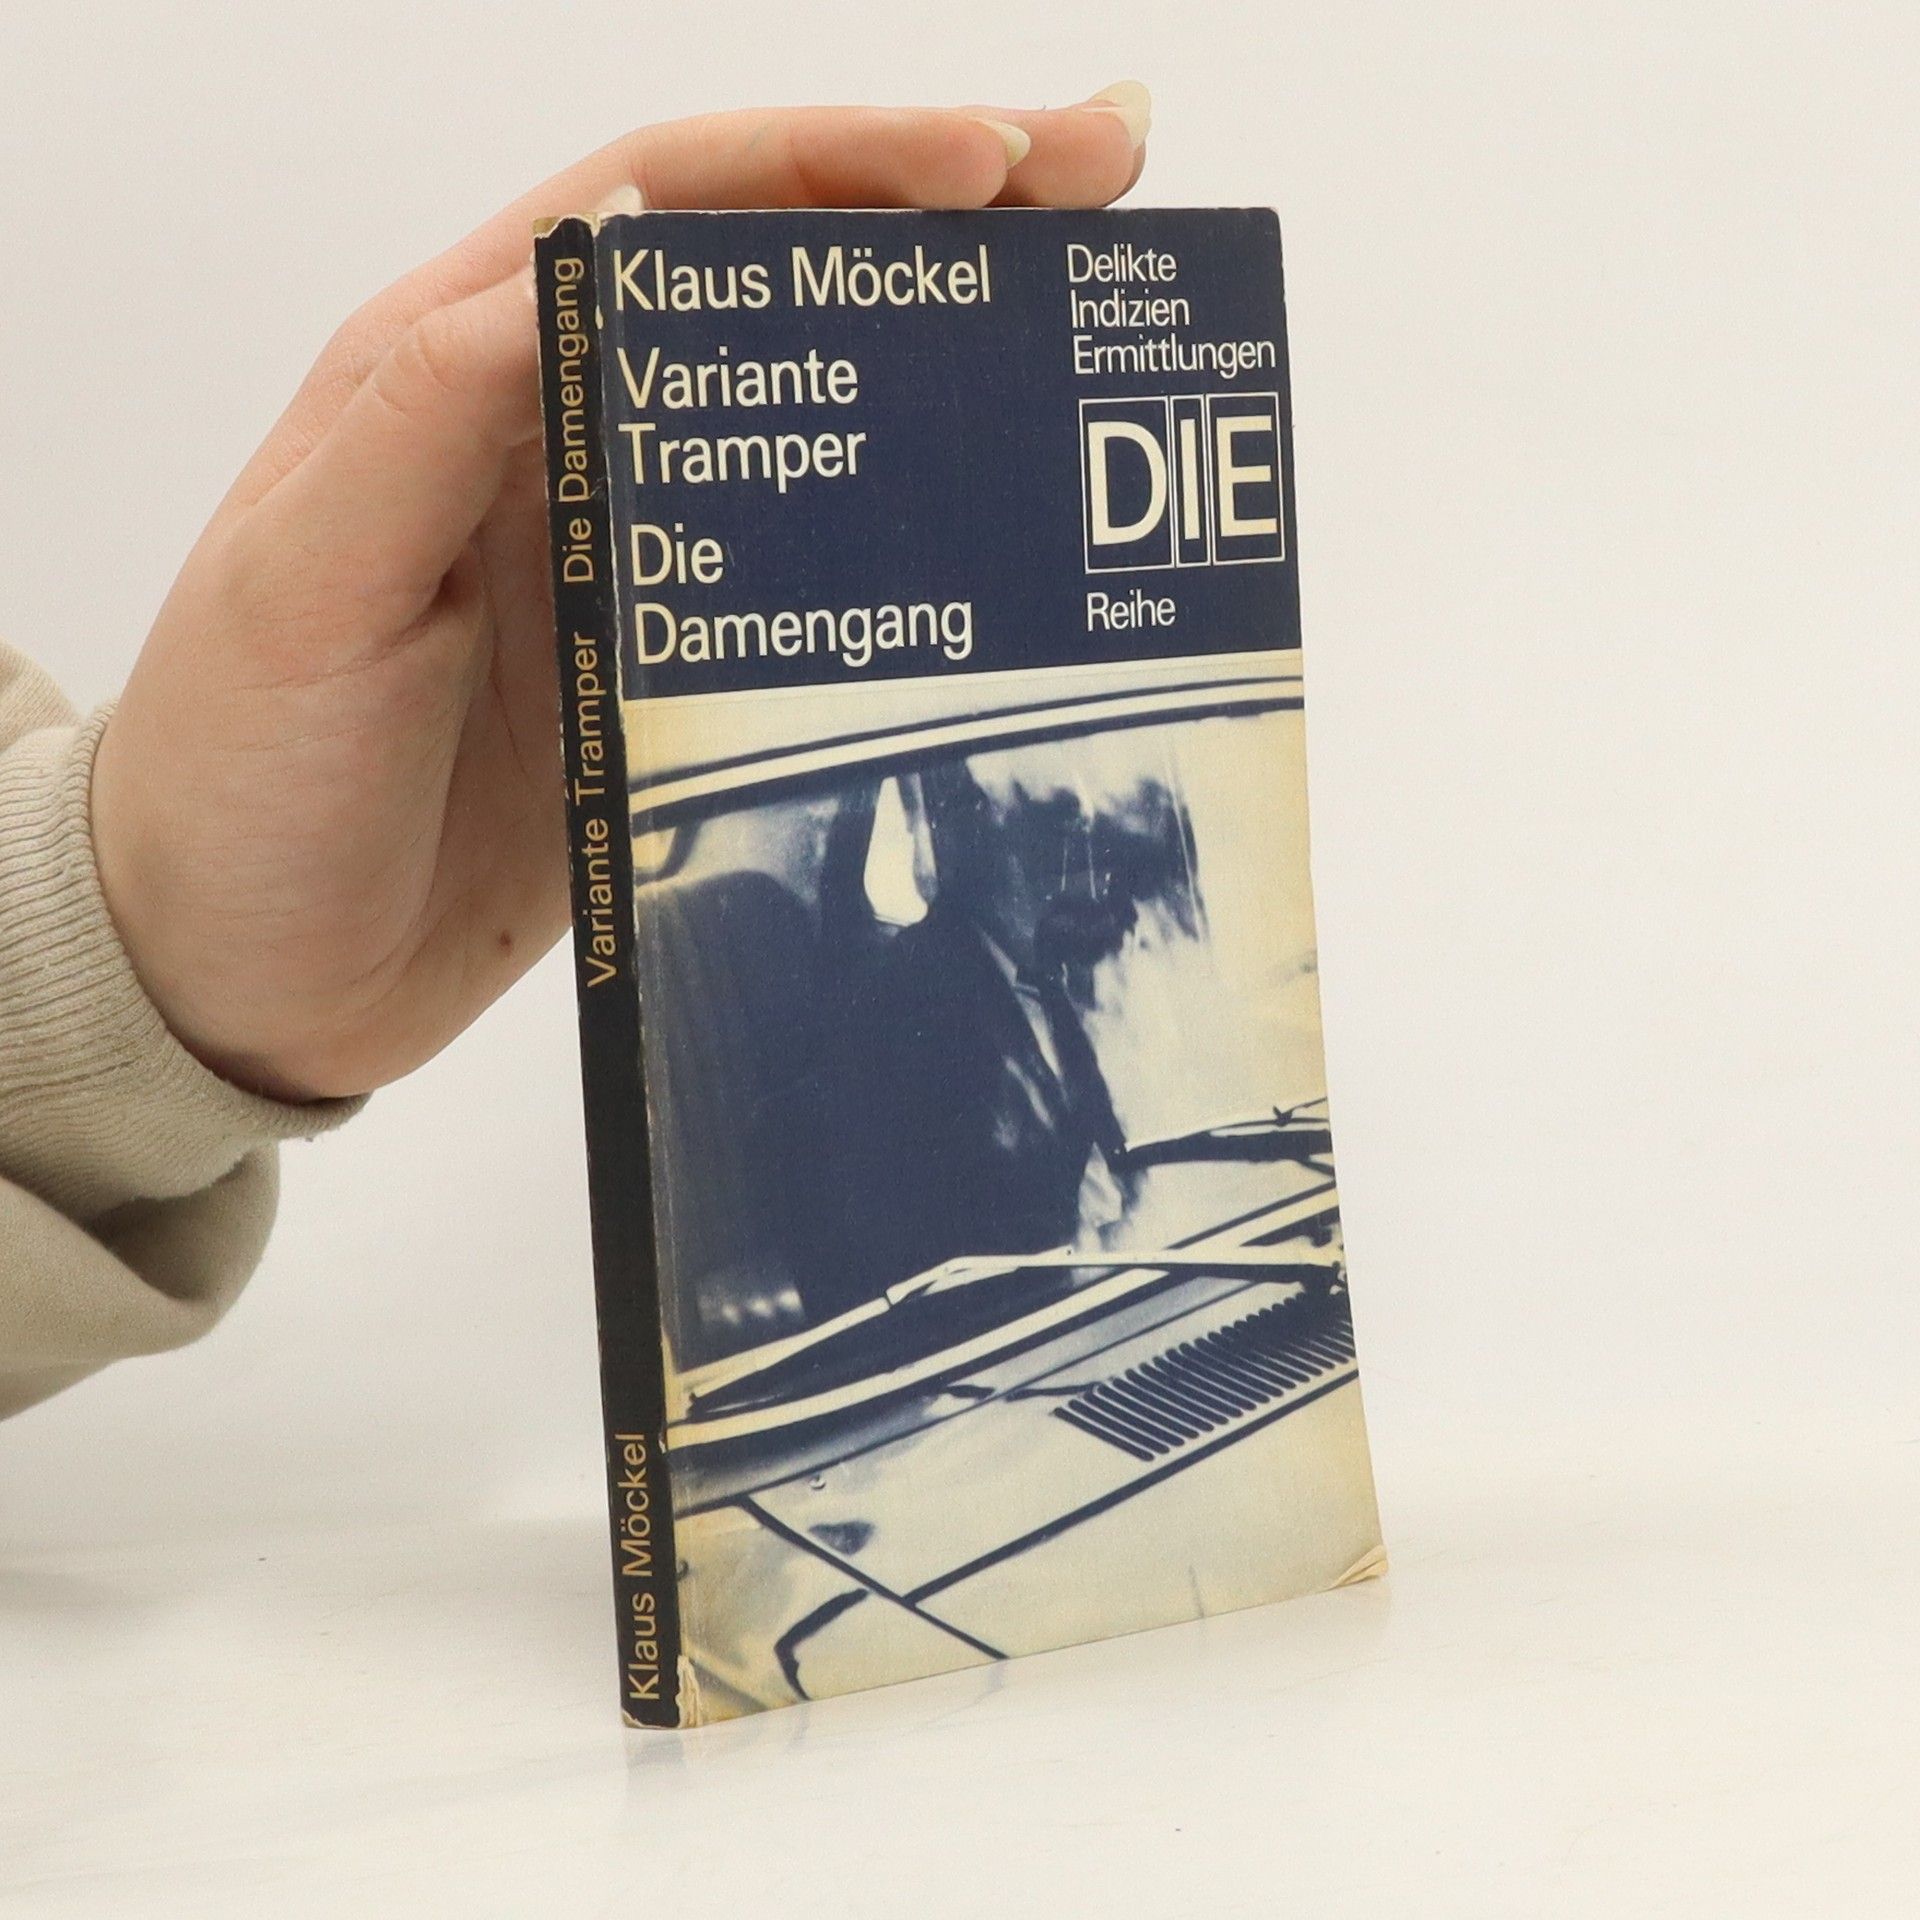 Klaus Möckel
Variante
Tramper
Die
Damengang
Delikte
Indizien
Ermittlungen
DIE
Reihe
Klaus Möckel Variante Tramper Die Damengang